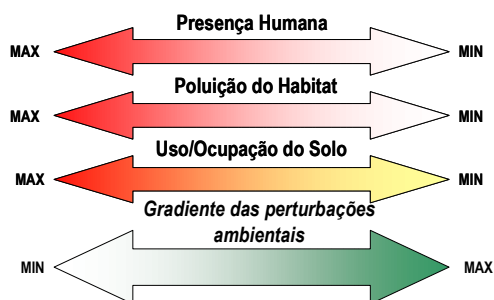 Presença Humana
MAX MIN
Poluição do Habitat
MAX MIN
Uso/Ocupação do Solo
MAX MIN
Gradiente das perturbações
ambientais
MIN MAX